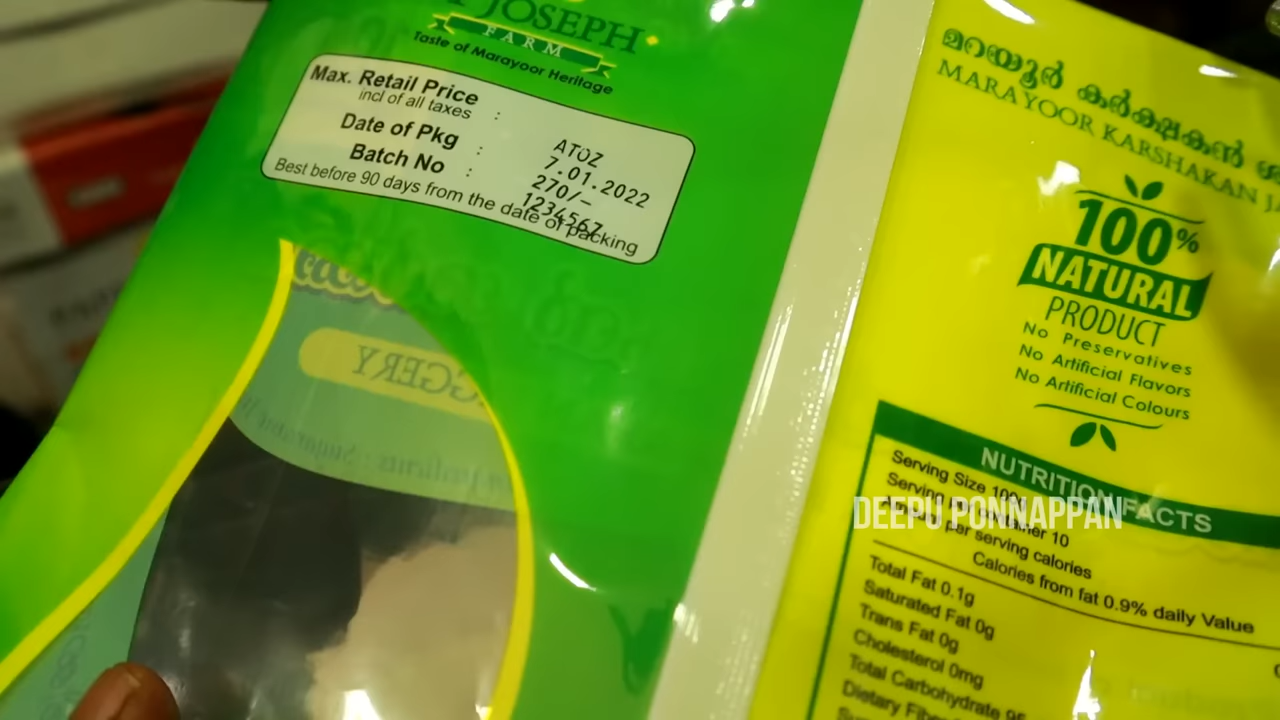 JOSEPH
FARM
Taste of Marayoor Heritage
Max. Retail Price :
incl of all taxes
Date of Pkg :
Batch No :
ATOZ
7.01.2022
270/-
1234567
Best before 90 days from the date of packing
മറയൂർ കർഷകൻ
MARAYOOR KARSHAKAN
100%
NATURAL
PRODUCT
No Preservatives
No Artificial Flavors
No Artificial Colours
NUTRITION FACTS
Serving Size
Serving 10
per serving calories
Calories from fat 0.9% daily Value
Total Fat 0.1g
Saturated Fat 0g
Trans Fat 0g
Cholesterol 0mg
Total Carbohydrate
Dietary
DEEPU PONNAPPAN